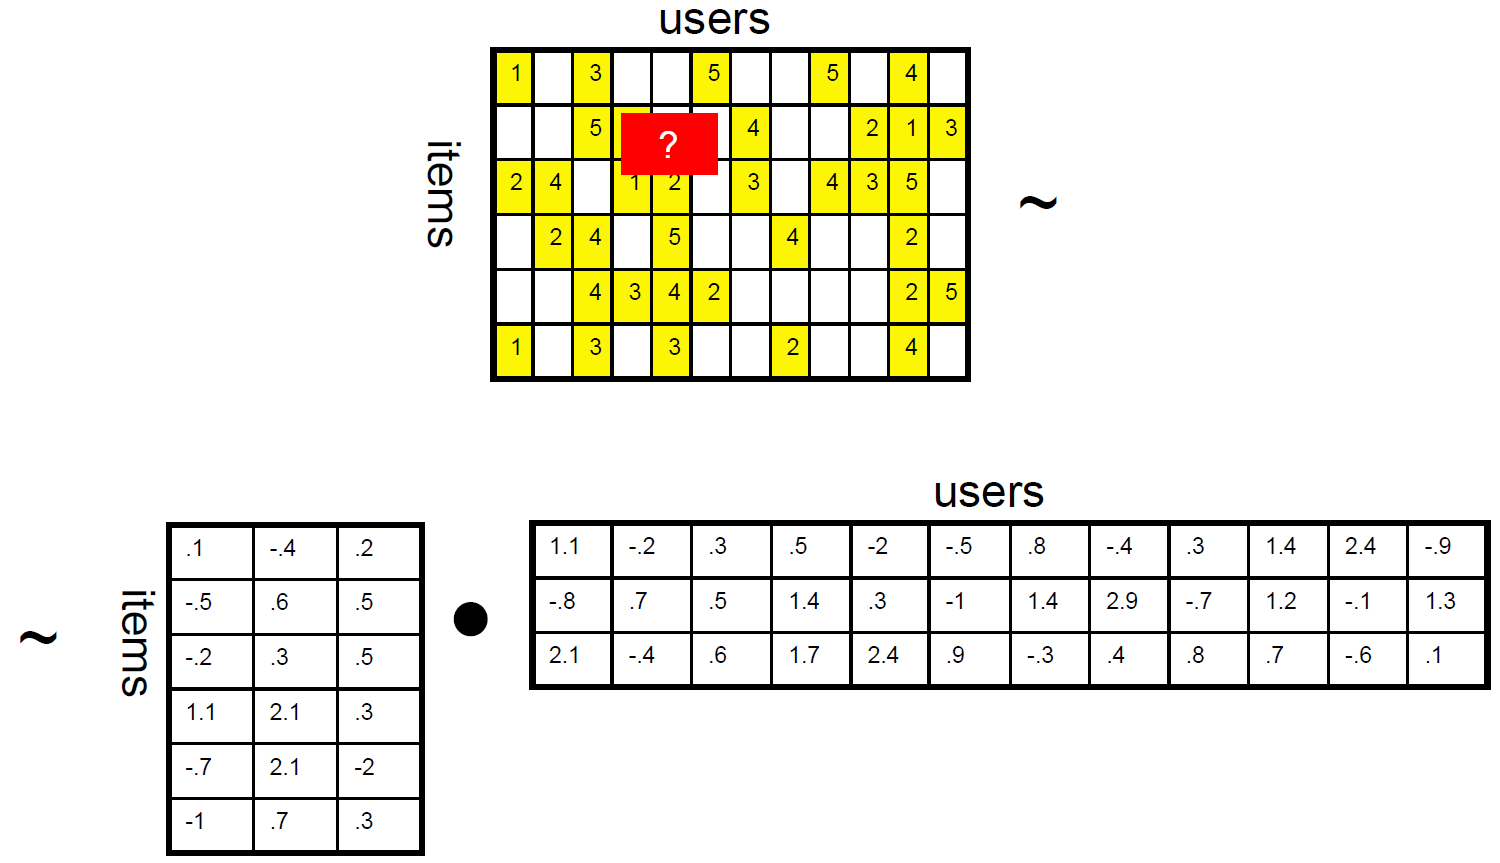 users
1 3 5 5 4
5 ? 4 2 1 3
items
2 4 1 2 3 4 3 5
~
2 4 5 4 2
4 3 4 2 2 5
1 3 3 2 4
users
.1 -.4 .2
-.5 .6 .5
-.2 .3 .5
1.1 2.1 .3
-.7 2.1 -2
-1 .7 .3
~
items
●
1.1 -.2 .3 .5 -2 -.5 .8 -.4 .3 1.4 2.4 -.9
-.8 .7 .5 1.4 .3 -1 1.4 2.9 -.7 1.2 -.1 1.3
2.1 -.4 .6 1.7 2.4 .9 -.3 .4 .8 .7 -.6 .1